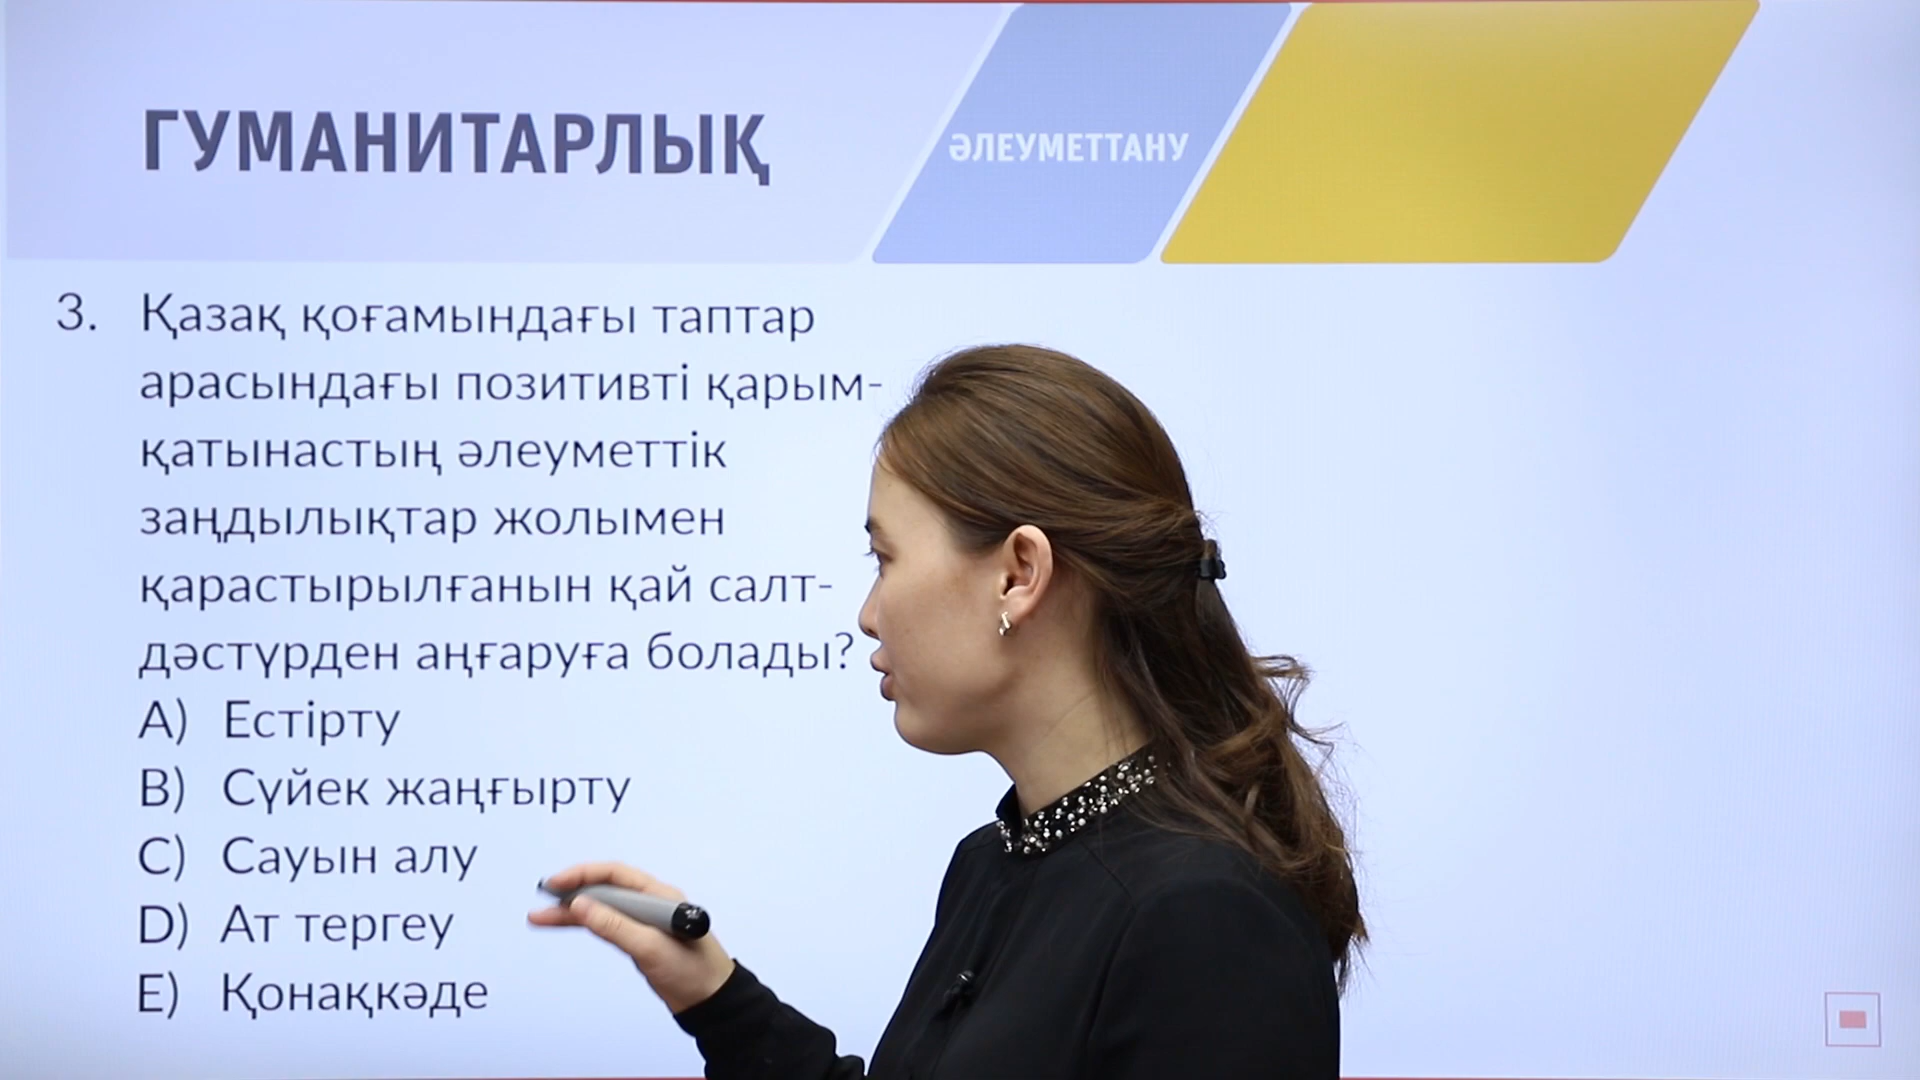 ГУМАНИТАРЛЫҚ
ӘЛЕУМЕТТАНУ
3. Қазақ қоғамындағы таптар
арасындағы позитивті қарым-
қатынастың әлеуметтік
заңдылықтар жолымен
қарастырылғанын қай салт-
дәстүрден аңғаруға болады?
A) Естірту
B) Сүйек жаңғырту
C) Сауын алу
D) Ат тергеу
E) Қонақкәде